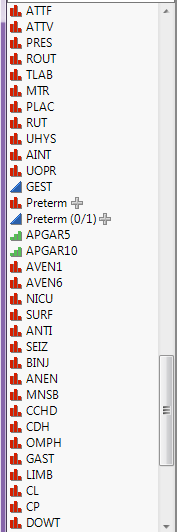 ATTF
ATTV
PRES
ROUT
TLAB
MTR
PLAC
RUT
UHYS
AINT
UOPR
GEST
Preterm
Preterm (0/1)
APGAR5
APGAR10
AVEN1
AVEN6
NICU
SURF
ANTI
SEIZ
BINJ
ANEN
MNSB
CCHD
CDH
OMPH
GAST
LIMB
CL
CP
DOWT